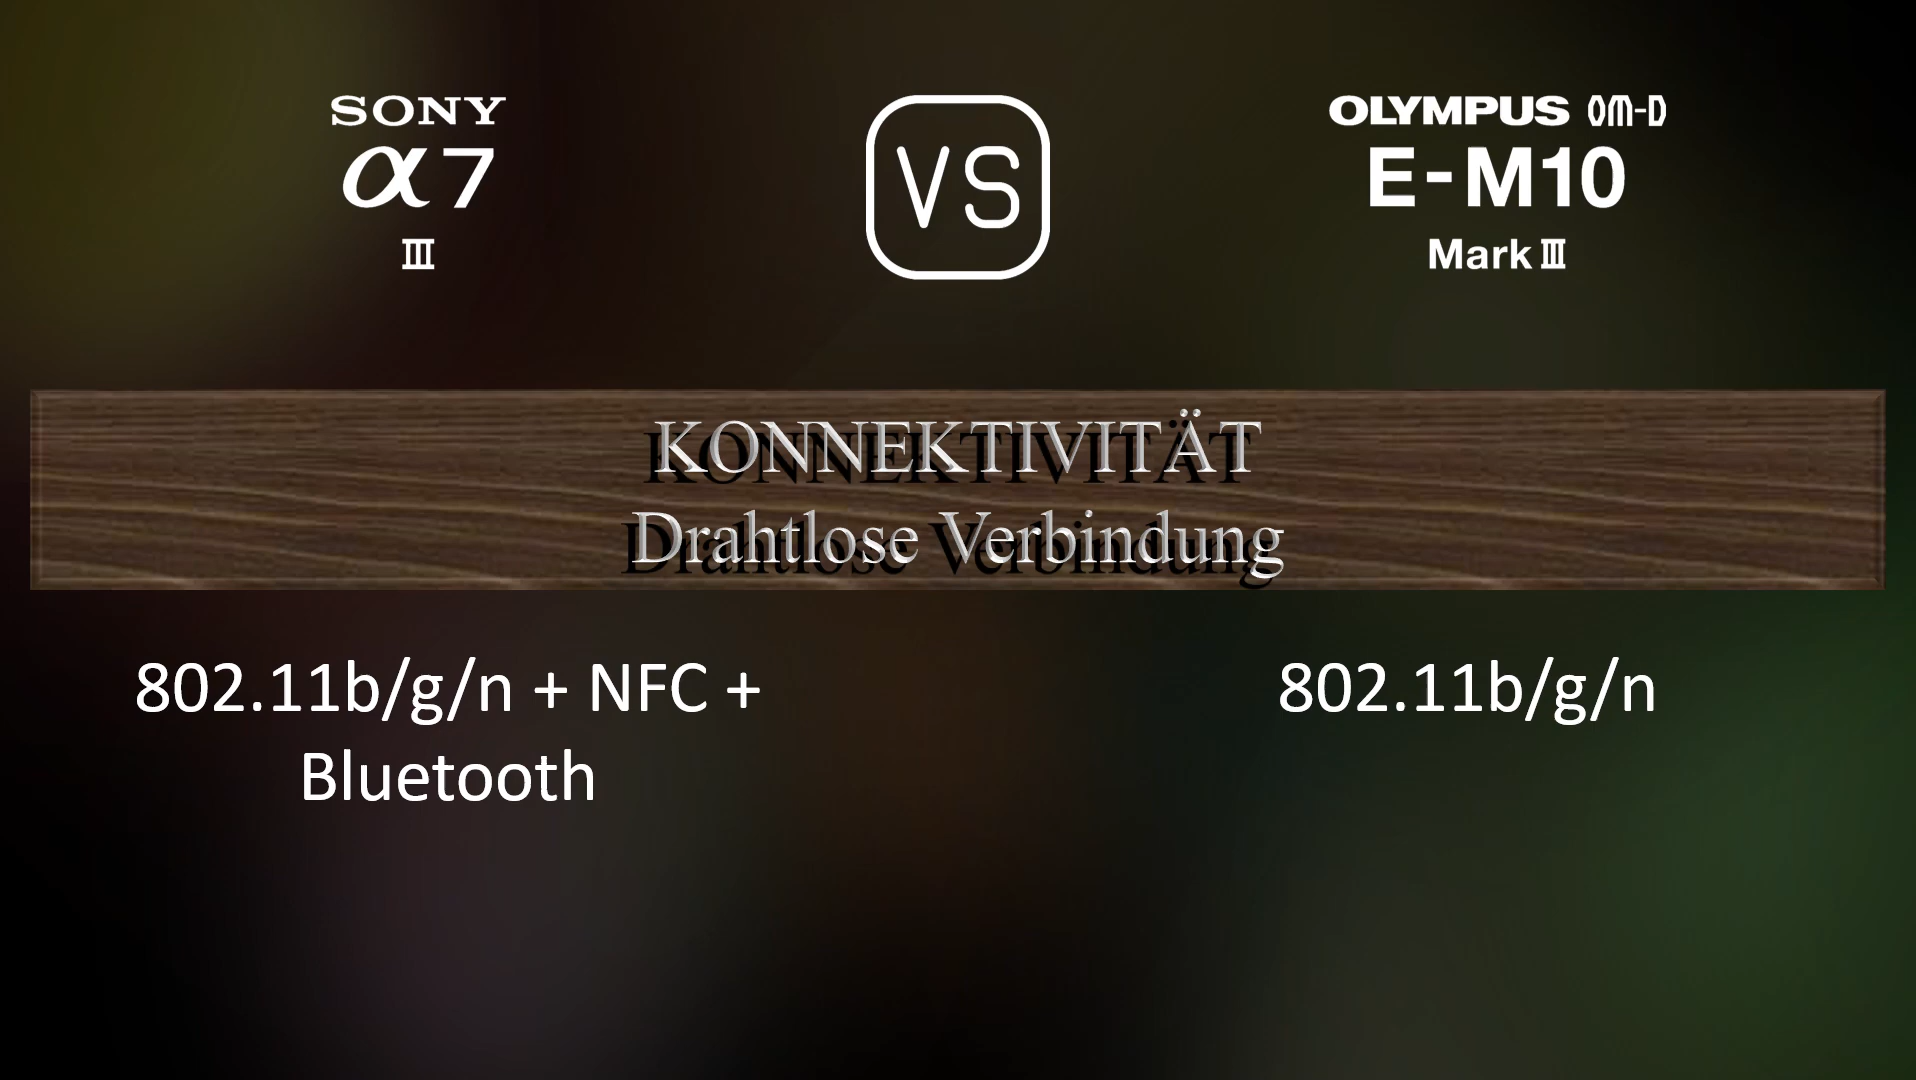 SONY
α7
III
VS
OLYMPUS OM-D
E-M10
Mark III
KONNEKTIVITÄT
Drahtlose Verbindung
802.11b/g/n + NFC +
Bluetooth
802.11b/g/n